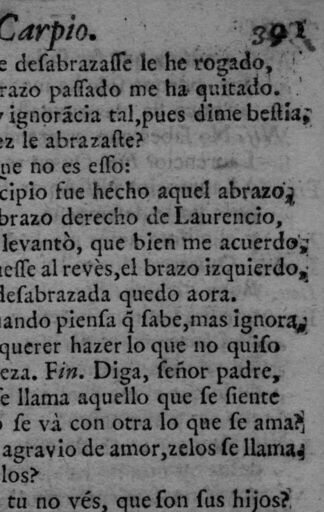 Carpio. 391
e desabrazasse le he rogado,
razo passado me ha quitado.
y ignorãcia tal,pues dime bestia,
ez le abrazaste?
que no es esso:
cipio fue hecho aquel abrazo,
brazo derecho de Laurencio,
levantò, que bien me acuerdo,
uesse al revès,el brazo izquierdo,
desabrazada quedo aora.
uando piensa q̃ sabe,mas ignora,
querer hazer lo que no quiso
eza. Fin. Diga, señor padre,
se llama aquello que se siente
o se và con otra lo que se ama?
agravio de amor,zelos se llama,
los?
tu no vés, que son sus hijos?